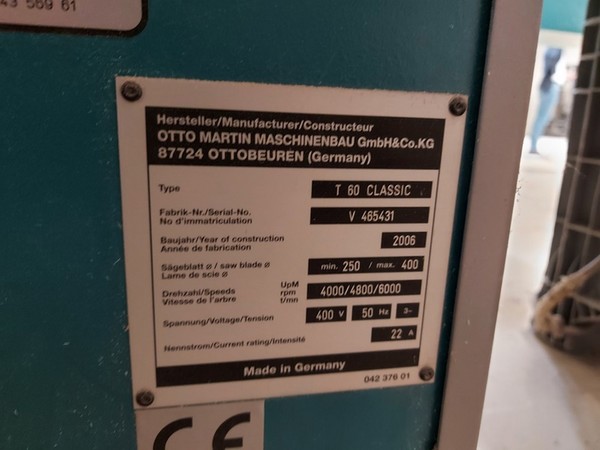 43 569 61
Hersteller/Manufacturer/Constructeur
OTTO MARTIN MASCHINENBAU GmbH&Co.KG
87724 OTTOBEUREN (Germany)
Type T 60 CLASSIC
Fabrik-Nr./Serial-No.
No d'immatriculation V 465431
Baujahr/Year of construction
Année de fabrication 2006
Sägeblatt ø / saw blade ø
Lame de scie ø min. 250 / max. 400
Drehzahl/Speeds UpM
Vitesse de l'arbre rpm 4000/4800/6000
t/mn
Spannung/Voltage/Tension 400 V 50 Hz 3~
Nennstrom/Current rating/Intensité 22 A
Made in Germany
042 376 01
CE